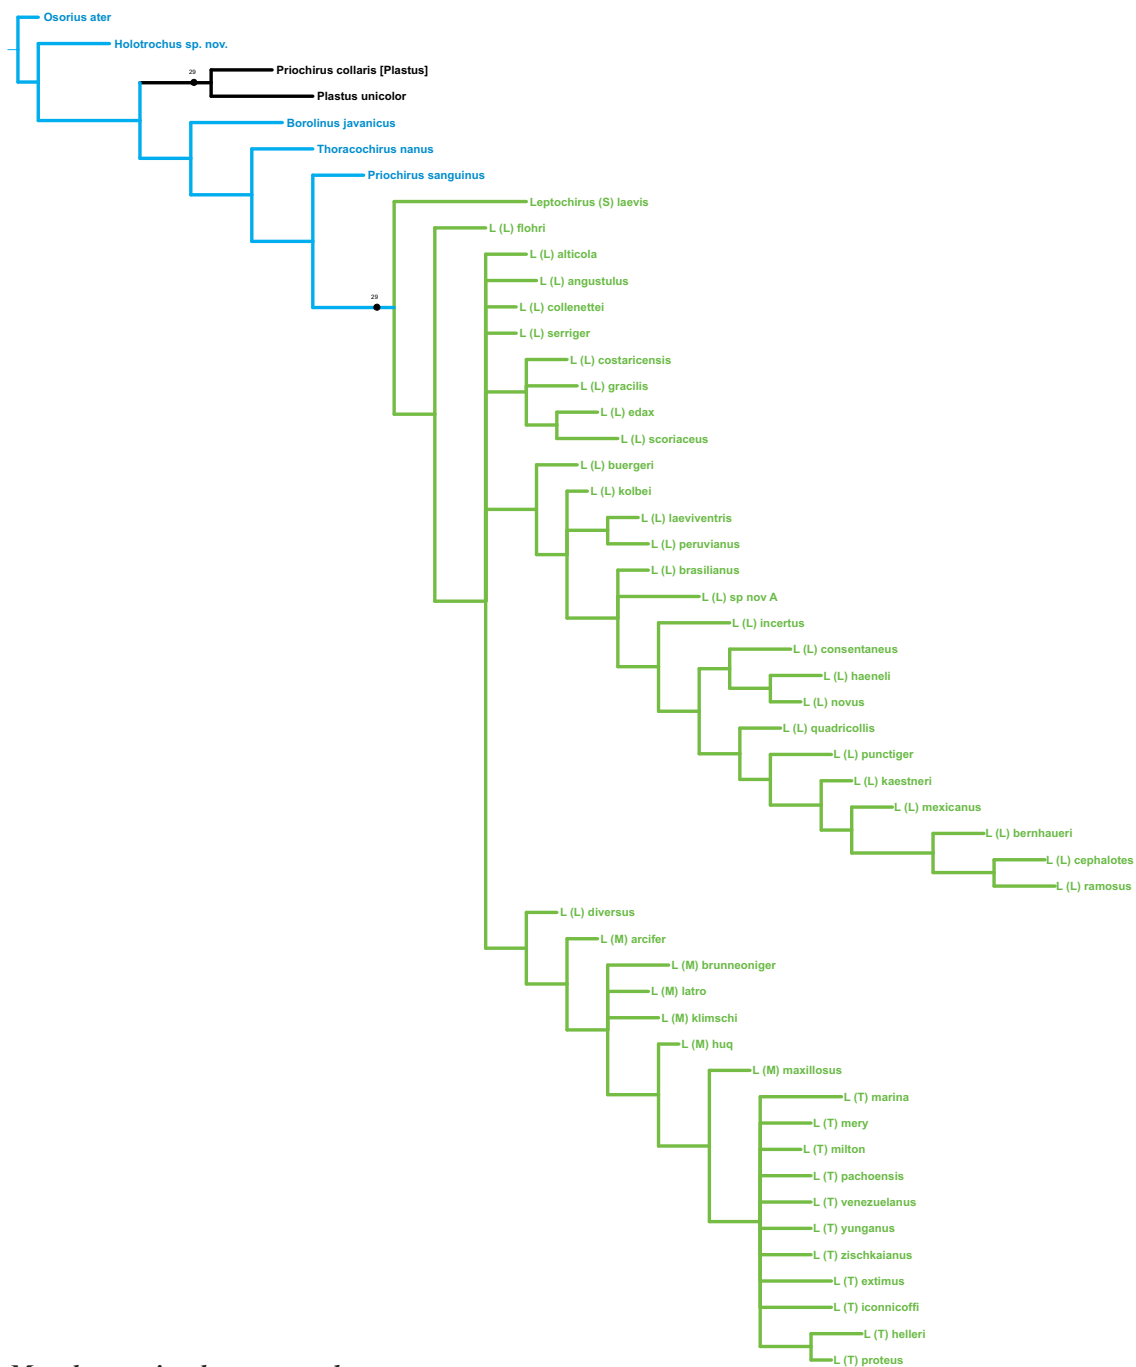 Osorius ater
Holotrochus sp. nov.
29
Priochirus collaris [Plastus]
Plastus unicolor
Borolinus javanicus
Thoracochirus nanus
Priochirus sanguinus
Leptochirus (S) laevis
L (L) flohri
L (L) alticola
L (L) angustulus
29
L (L) collenettei
L (L) serriger
L (L) costaricensis
L (L) gracilis
L (L) edax
L (L) scoriaceus
L (L) buergeri
L (L) kolbei
L (L) laeviventris
L (L) peruvianus
L (L) brasilianus
L (L) sp nov A
L (L) incertus
L (L) consentaneus
L (L) haeneli
L (L) novus
L (L) quadricollis
L (L) punctiger
L (L) kaestneri
L (L) mexicanus
L (L) bernhaueri
L (L) cephalotes
L (L) ramosus
L (L) diversus
L (M) arcifer
L (M) brunneoniger
L (M) latro
L (M) klimschi
L (M) huq
L (M) maxillosus
L (T) marina
L (T) mery
L (T) milton
L (T) pachoensis
L (T) venezuelanus
L (T) yunganus
L (T) zischkaianus
L (T) extimus
L (T) iconnicoffi
L (T) helleri
L (T) proteus